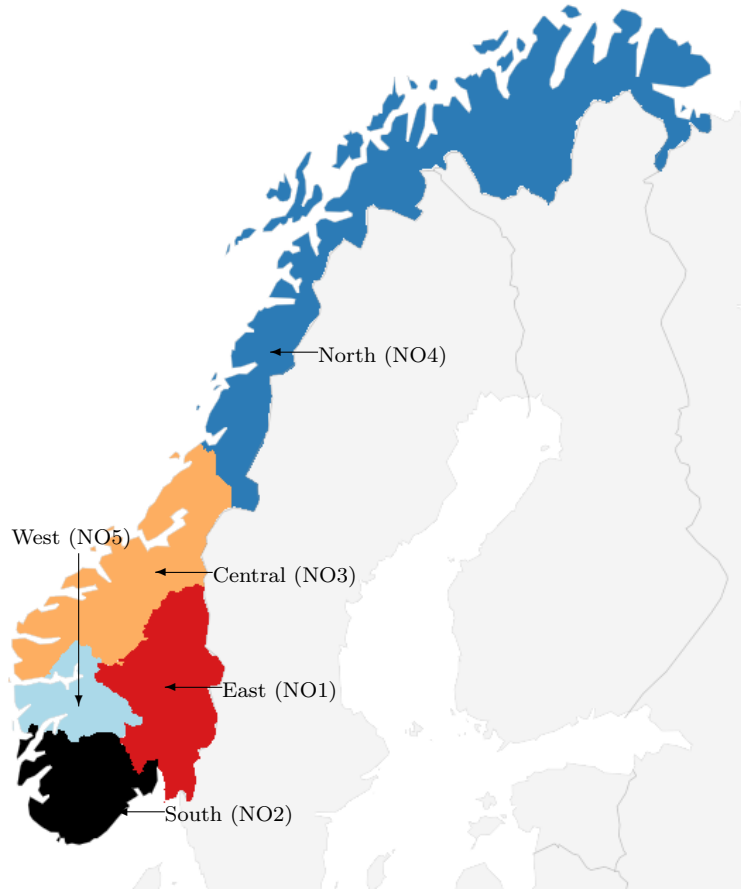 North (NO4)
West (NO5)
Central (NO3)
East (NO1)
South (NO2)